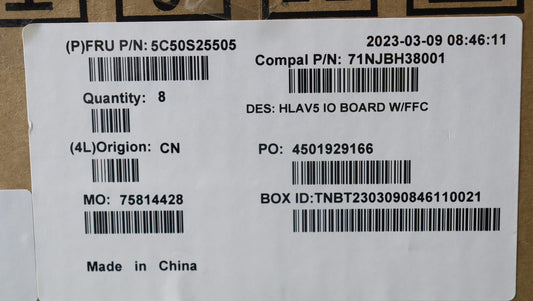 (P)FRU P/N: 5C50S25505
2023-03-09 08:46:11
Compal P/N: 71NJBH38001
Quantity: 8
DES: HLAV5 IO BOARD W/FFC
(4L)Origion: CN
PO: 4501929166
MO: 75814428
BOX ID:TNBT2303090846110021
Made in China